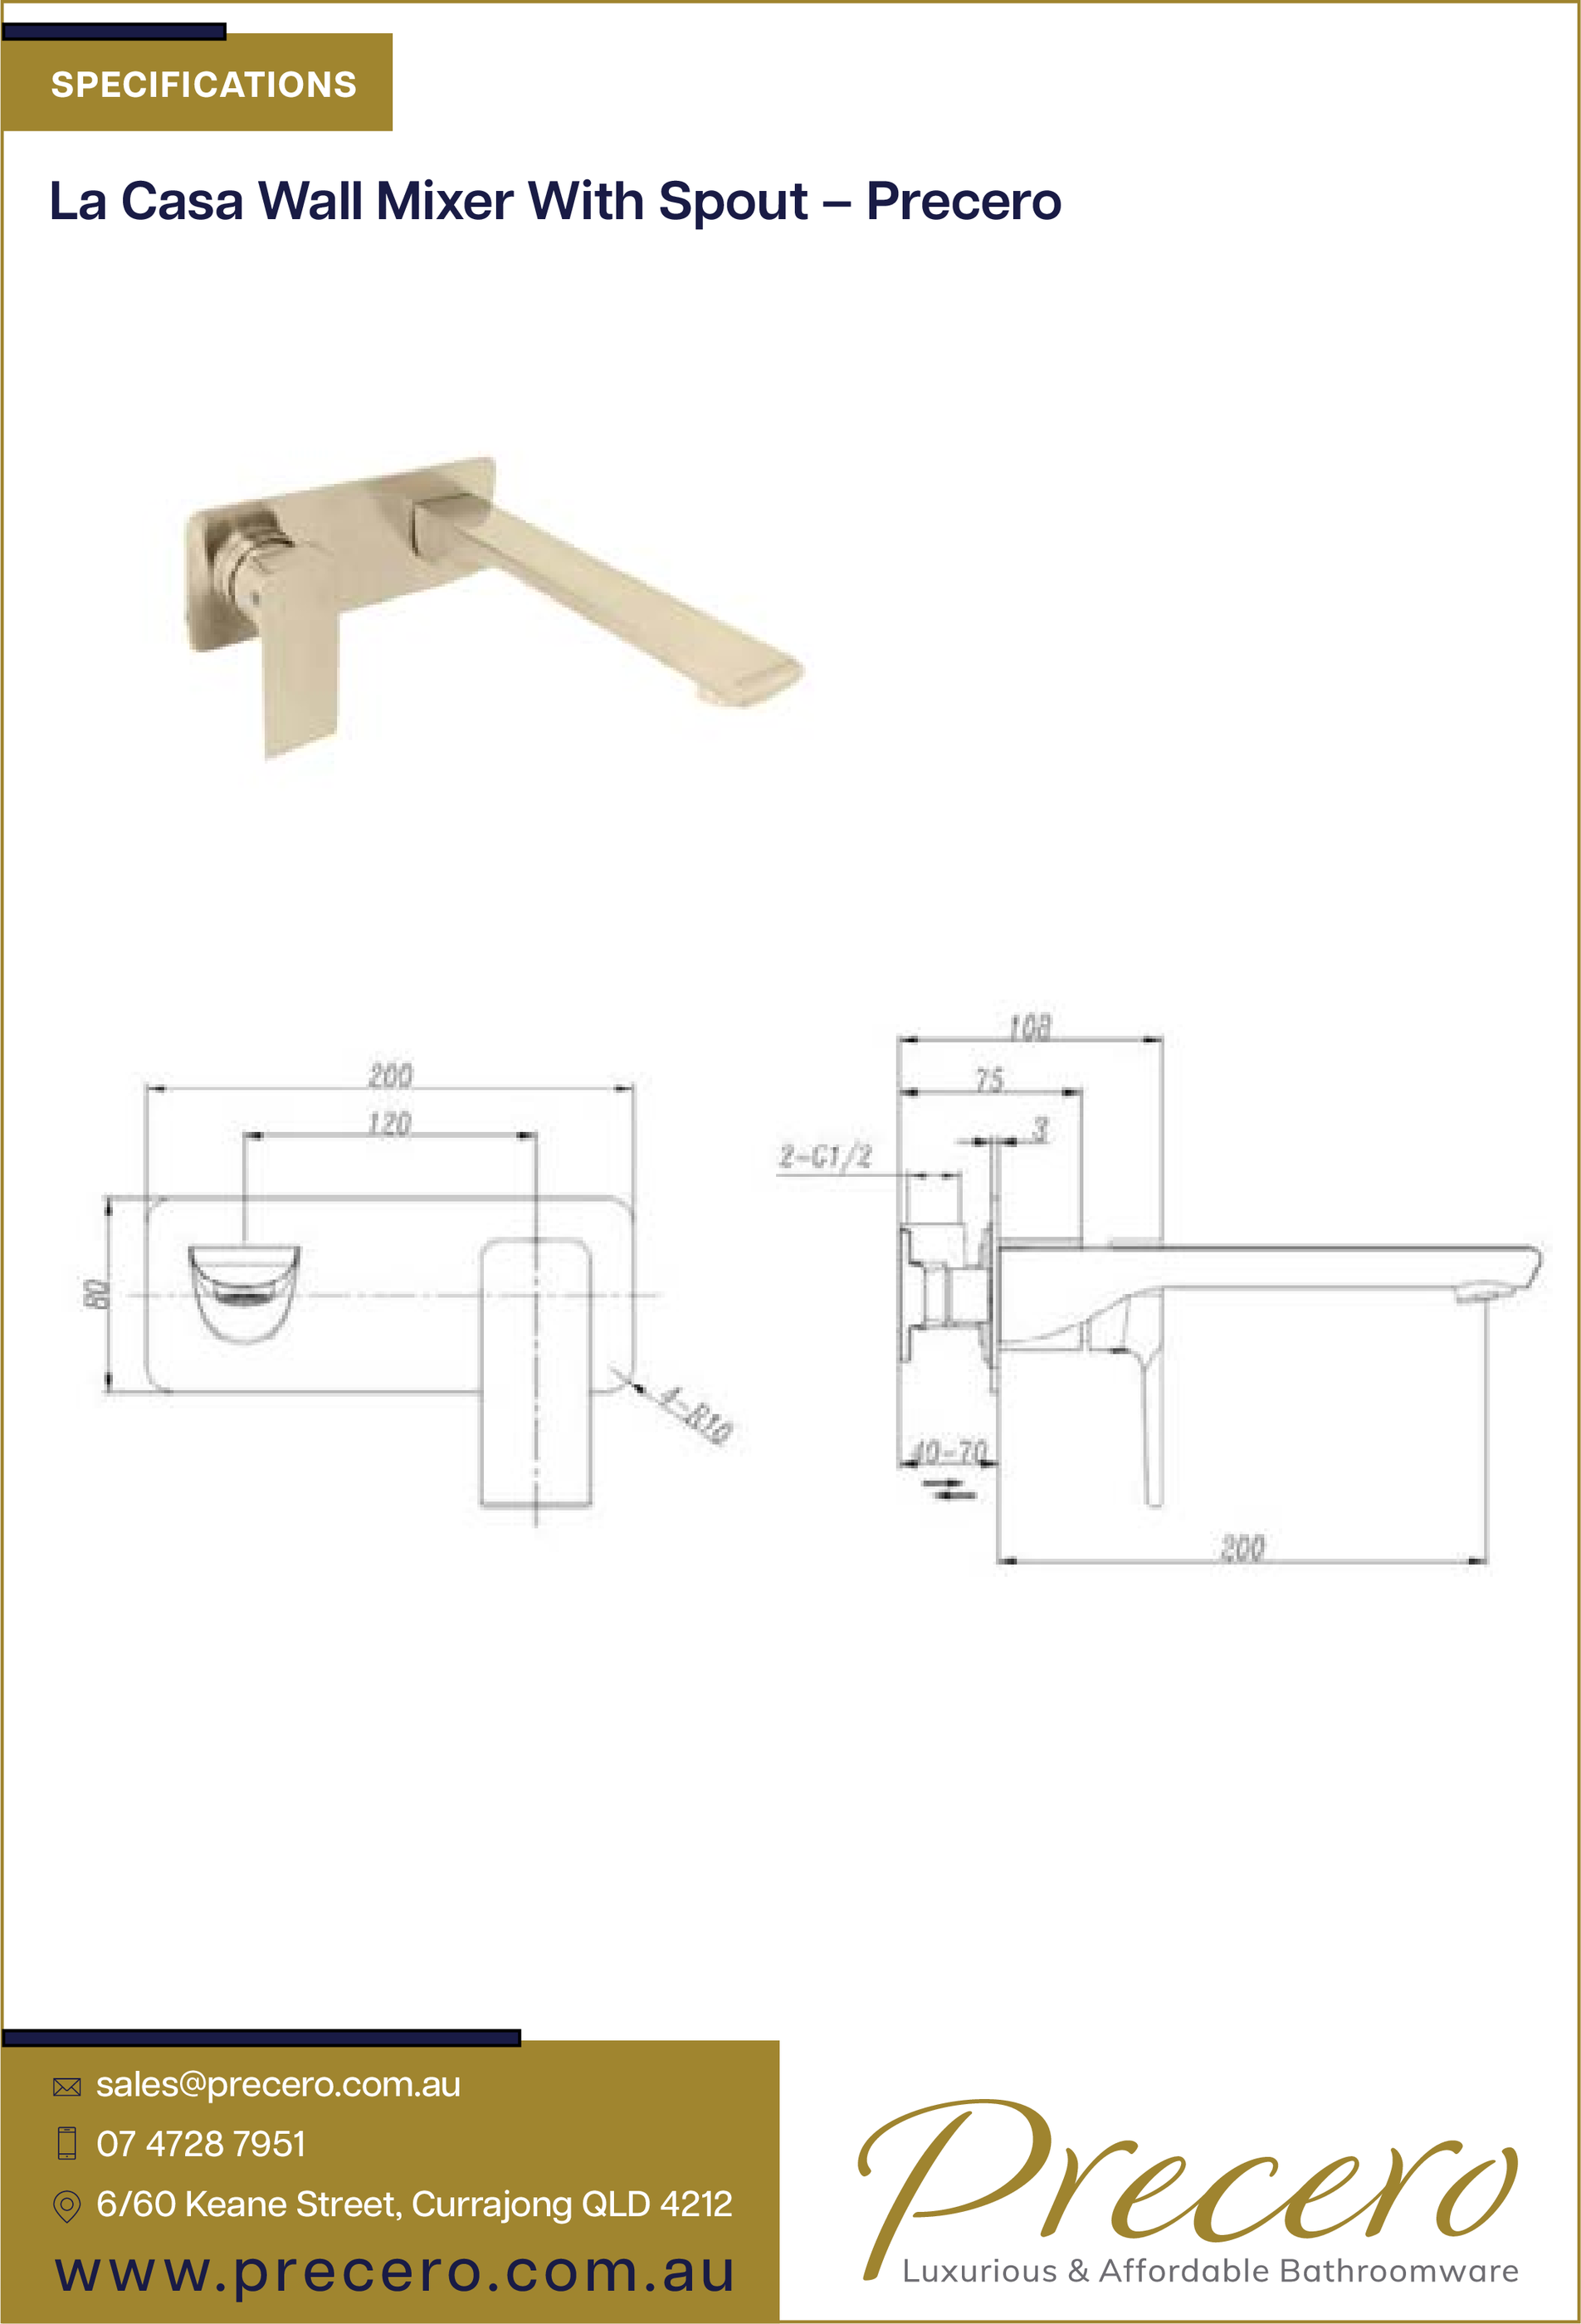 SPECIFICATIONS
La Casa Wall Mixer With Spout – Precero
200
120
80
4-R10
108
75
3
2-G1/2
40-70
200
sales@precero.com.au
07 4728 7951
6/60 Keane Street, Currajong QLD 4212
www.precero.com.au
Precero
Luxurious & Affordable Bathroomware